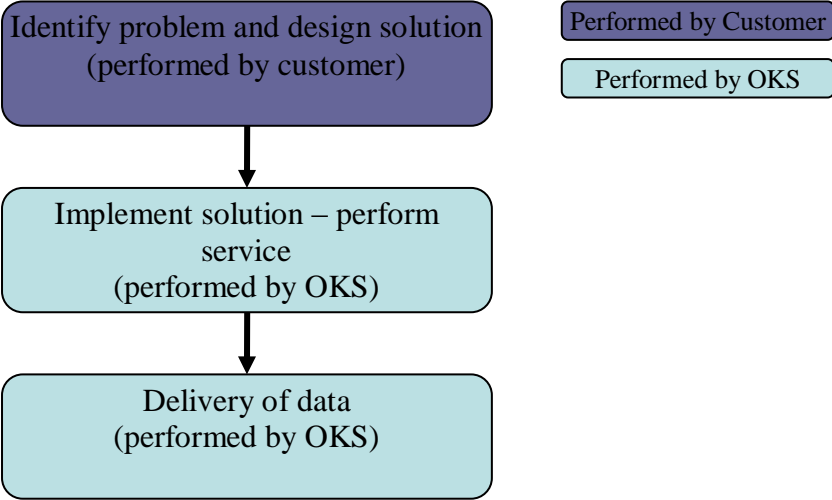 Identify problem and design solution
(performed by customer)
Performed by Customer
Performed by OKS
Implement solution – perform
service
(performed by OKS)
Delivery of data
(performed by OKS)